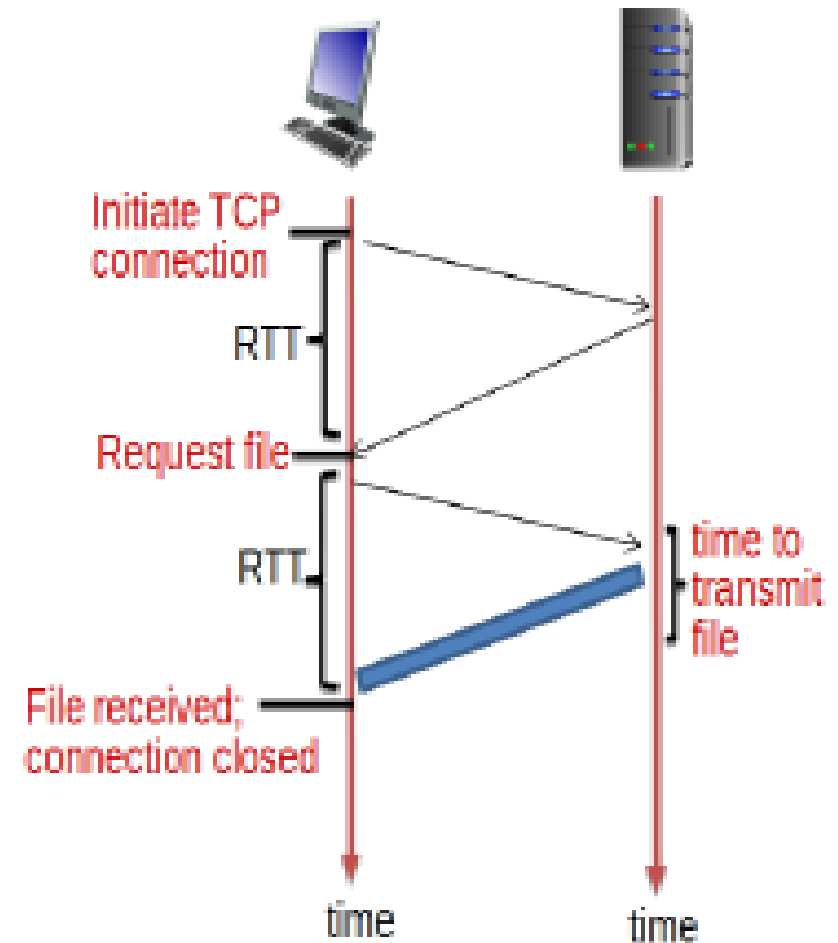 Initiate TCP
connection
RTT
Request file
RTT
time to
transmit
file
File received;
connection closed
time
time